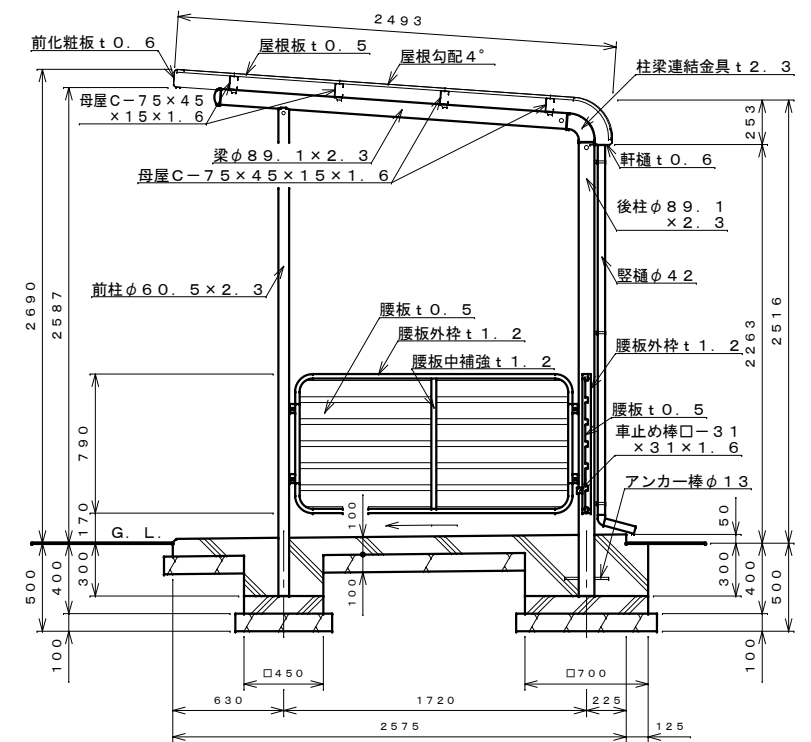 2493
前化粧板ｔ０．６
屋根板ｔ０．５
屋根勾配４°
柱梁連結金具ｔ２．３
母屋Ｃ－７５×４５
×１５×１．６
253
梁φ８９．１×２．３
母屋Ｃ－７５×４５×１５×１．６
軒樋ｔ０．６
後柱φ８９．１
×２．３
竪樋φ４２
前柱φ６０．５×２．３
2690
2587
2516
2263
腰板ｔ０．５
腰板外枠ｔ１．２
腰板中補強ｔ１．２
腰板外枠ｔ１．２
腰板ｔ０．５
車止め棒□－３１
×３１×１．６
アンカー棒φ１３
790
170
Ｇ．Ｌ．
100
50
500
400
300
100
300
400
500
100
100
□450
□700
630
1720
225
2575
125